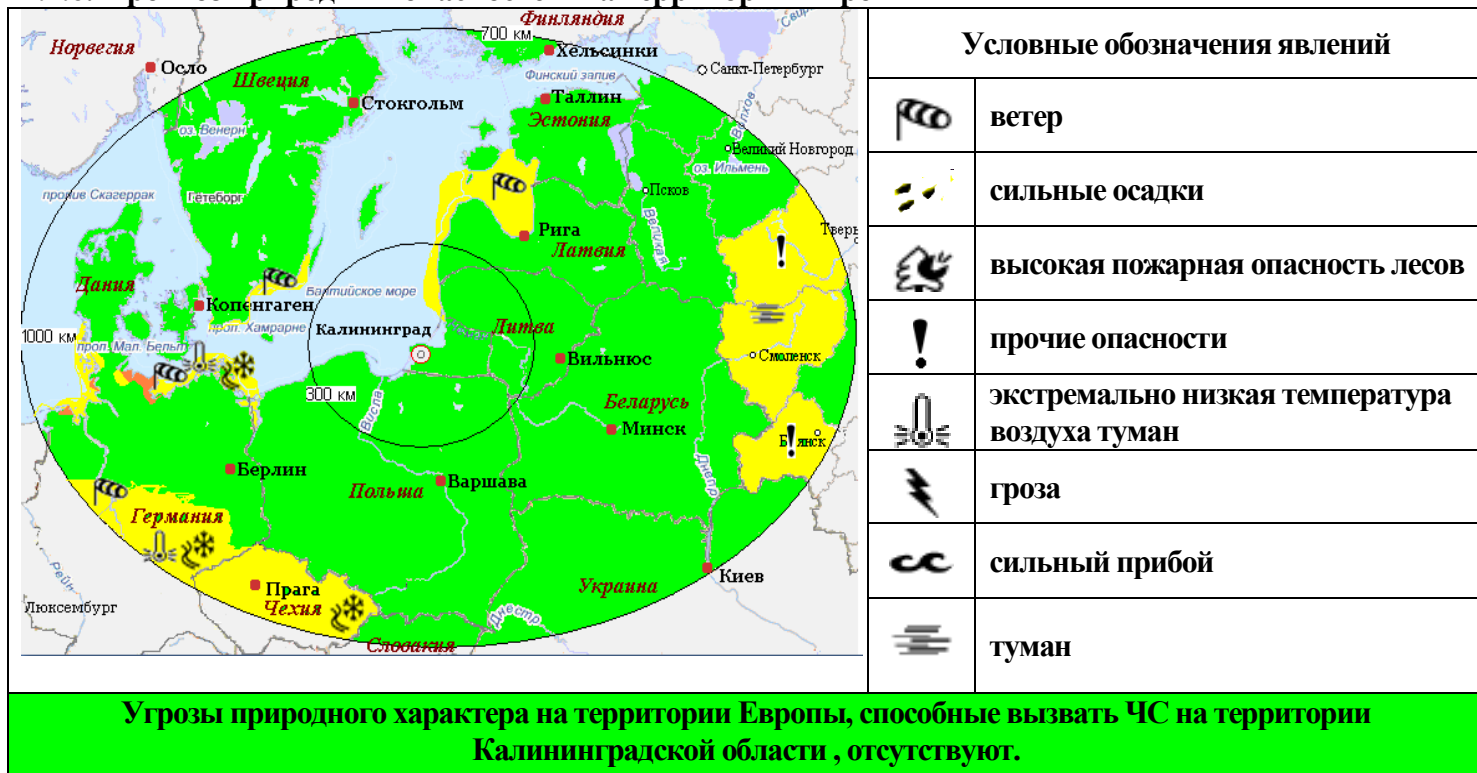 Финляндия
700 км
Норвегия
Хельсинки
Осло
Санкт-Петербург
Швеция
Финский залив
Стокгольм
Таллин
Эстония
Волхов
оз. Венерн
Великий Новгород
оз. Ильмень
пролив Скагеррак
Гётеборг
Псков
Великая
Рига
Латвия
Тверь
Дания
Балтийское море
Копенгаген
прол. Хамрарне
Калининград
1000 км
прол. Мал. Бельт
Литва
Вильнюс
Смоленск
300 км
Висла
Беларусь
Минск
Брянск
Днепр
Берлин
Польша
Варшава
Германия
Рейн
Прага
Украина
Киев
Люксембург
Чехия
Днестр
Словакия
Условные обозначения явлений
ветер
сильные осадки
высокая пожарная опасность лесов
прочие опасности
экстремально низкая температура
воздуха туман
гроза
сильный прибой
туман
Угрозы природного характера на территории Европы, способные вызвать ЧС на территории
Калининградской области , отсутствуют.